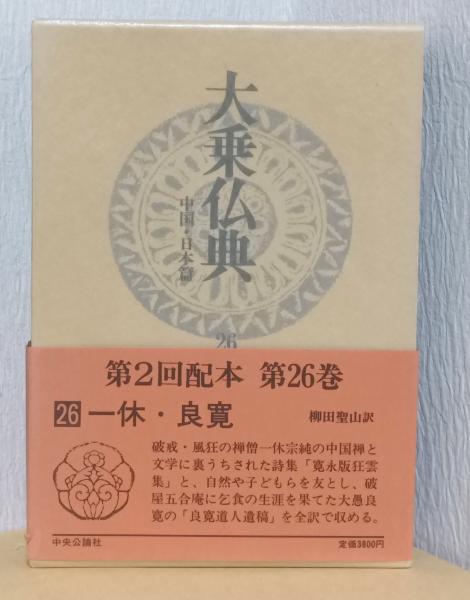 大乗仏典
中国・日本篇
26
第2回配本 第26巻
26 一休・良寛
柳田聖山訳
破戒・風狂の禅僧一休宗純の中国禅と
文学に裏うちされた詩集「寛永版狂雲
集」と、自然や子どもらを友とし、破
屋五合庵に乞食の生涯を果てた大愚良
寛の「良寛道人遺稿」を全訳で収める。
中央公論社
定価3800円